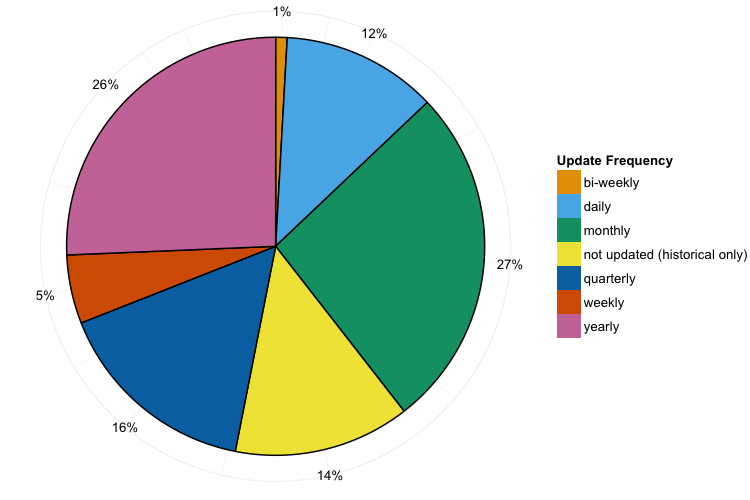 1%
12%
26%
27%
5%
16%
14%
Update Frequency
bi-weekly
daily
monthly
not updated (historical only)
quarterly
weekly
yearly